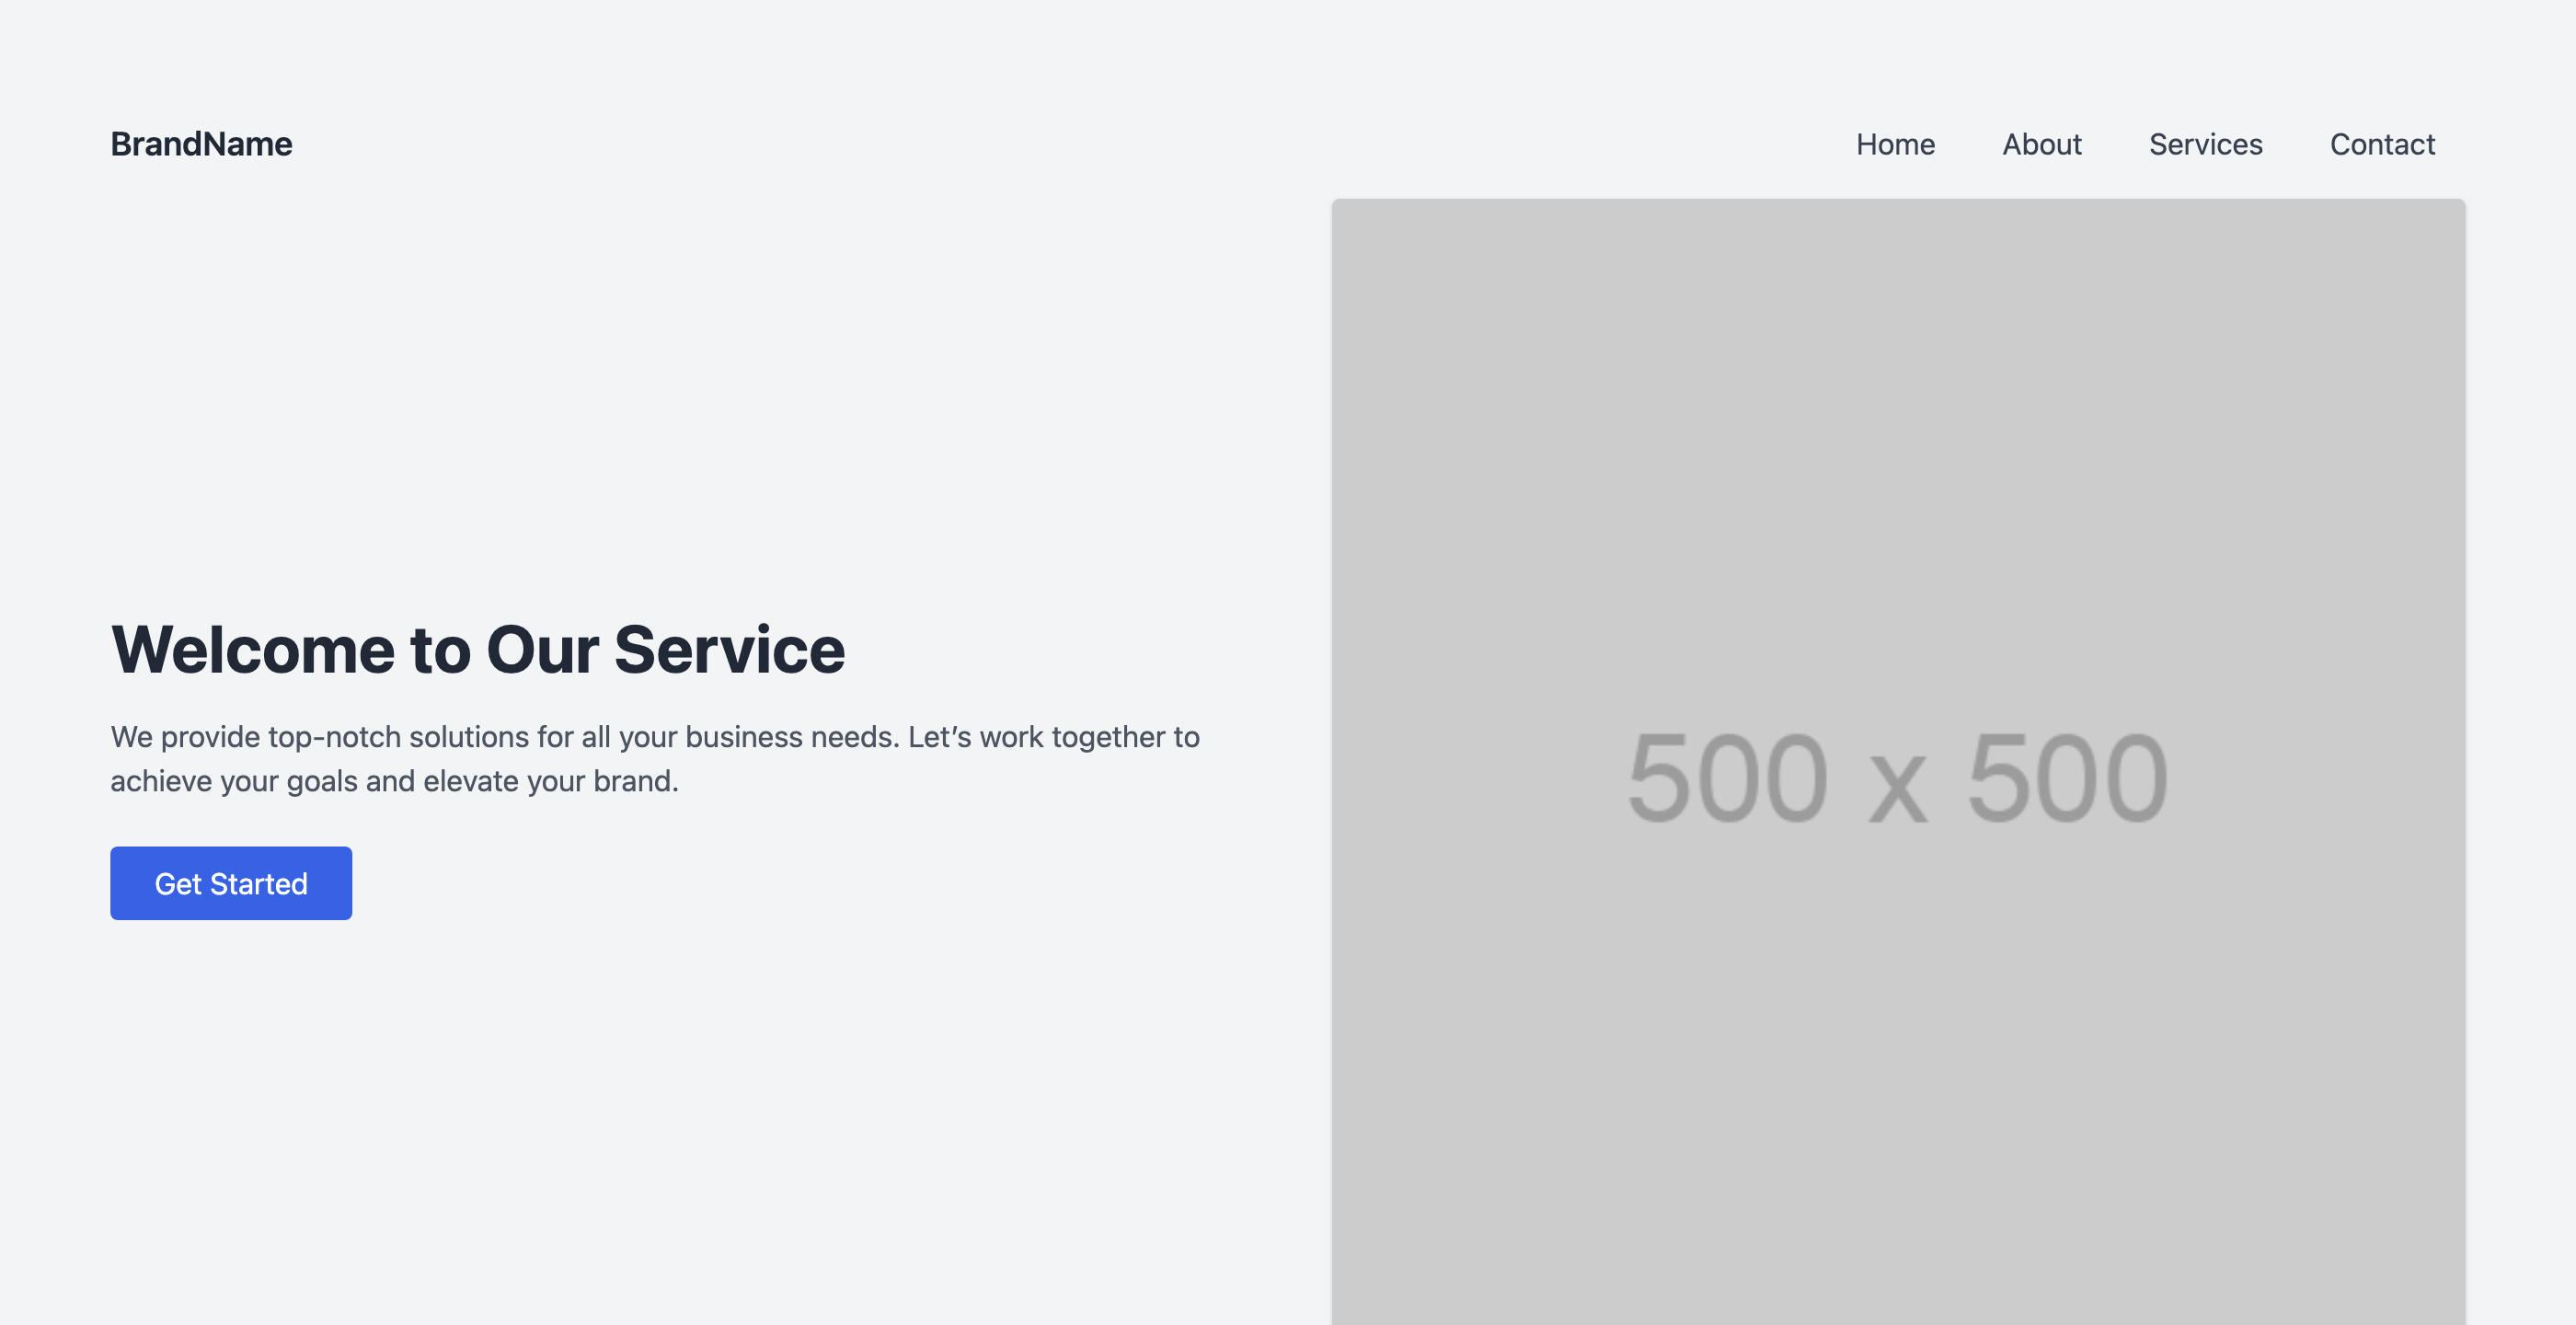 BrandName
Home About Services Contact
Welcome to Our Service
We provide top-notch solutions for all your business needs. Let’s work together to
achieve your goals and elevate your brand.
Get Started
500 x 500